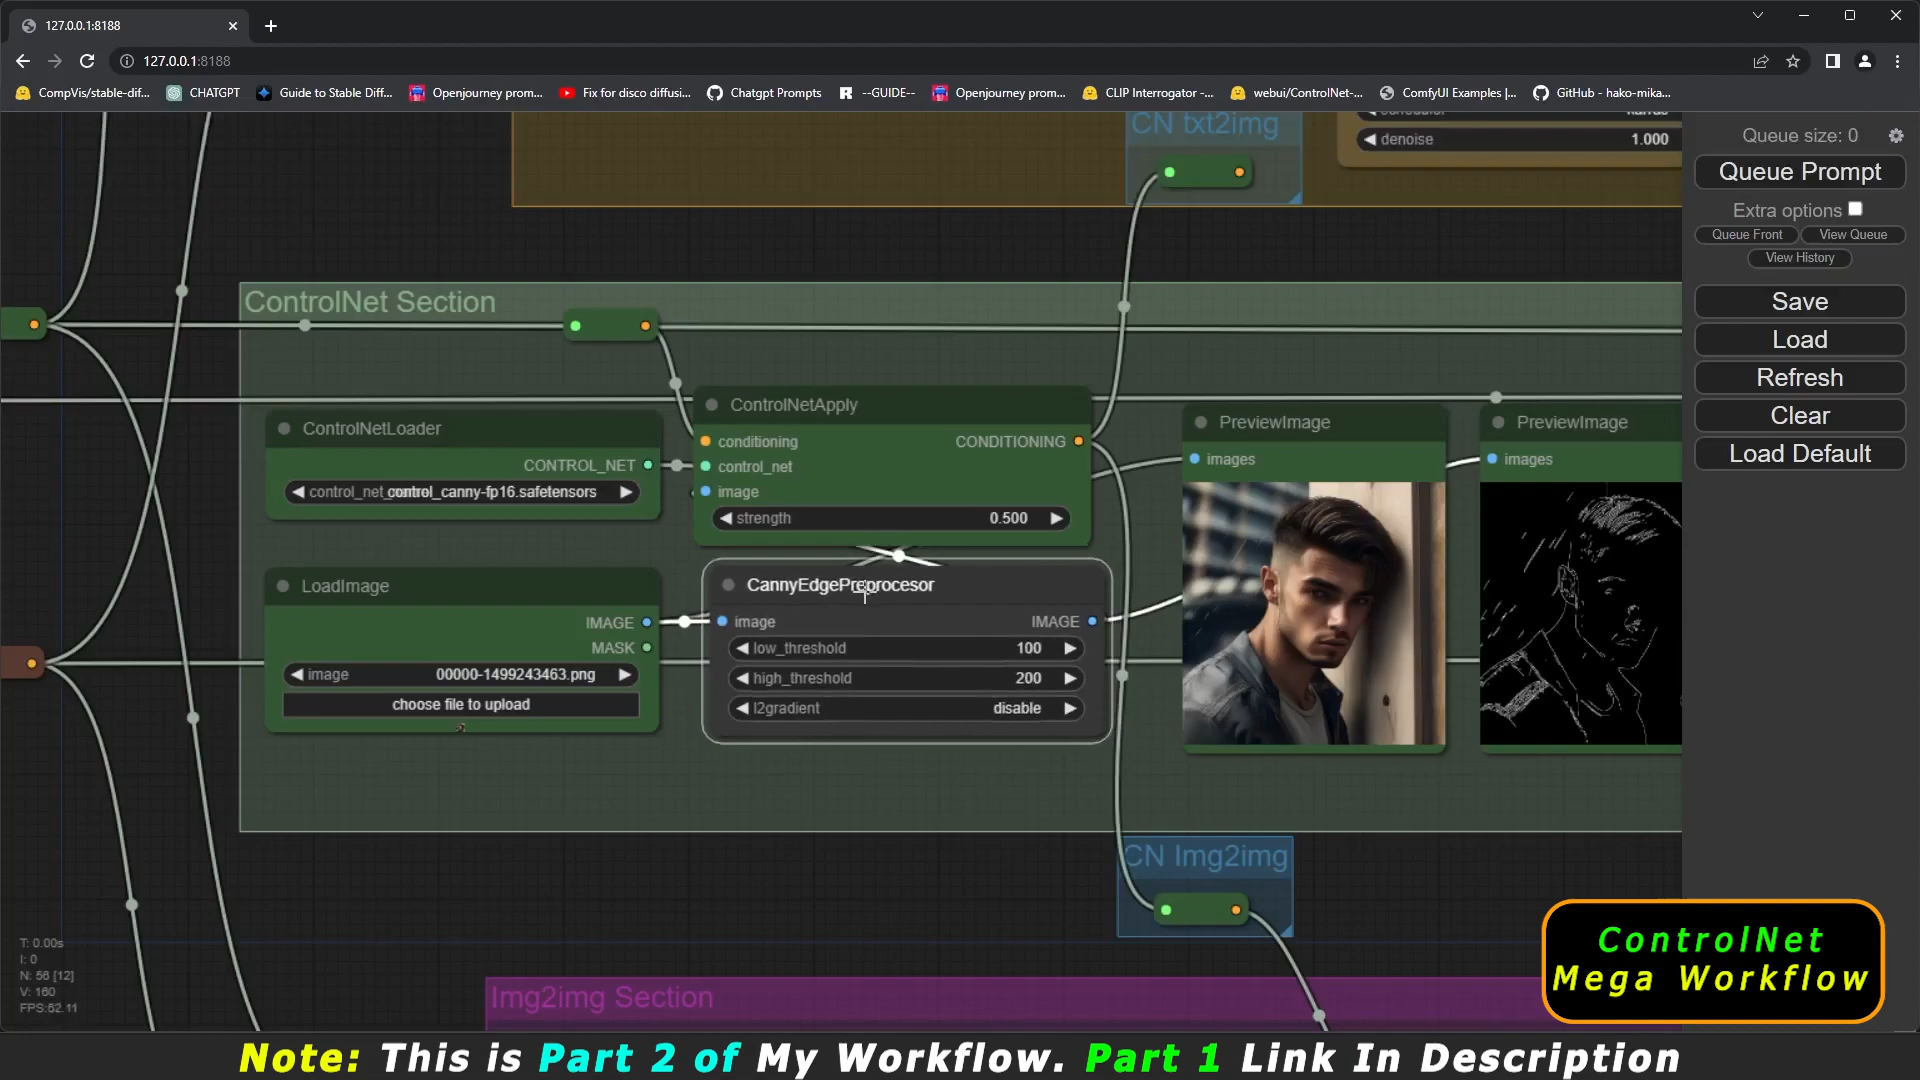 127.0.0.1:8188
127.0.0.1:8188
CompVis/stable-dif...
CHATGPT
Guide to Stable Diff...
Openjourney prom...
Fix for disco diffusi...
Chatgpt Prompts
--GUIDE--
Openjourney prom...
CLIP Interrogator -...
webui/ControlNet-...
ComfyUI Examples |...
GitHub - hako-mika...
CN txt2img
denoise 1.000
Queue size: 0
Queue Prompt
Extra options
Queue Front
View Queue
View History
Save
Load
Refresh
Clear
Load Default
ControlNet Section
ControlNetLoader
CONTROL_NET
control_net control_canny-fp16.safetensors
ControlNetApply
conditioning CONDITIONING
control_net
image
strength 0.500
PreviewImage
images
PreviewImage
images
LoadImage
IMAGE
MASK
image 00000-1499243463.png
choose file to upload
CannyEdgePreprocesor
image IMAGE
low_threshold 100
high_threshold 200
l2gradient disable
CN Img2img
Img2img Section
T: 0.00s
I: 0
N: 56 [12]
V: 160
FPS:62.11
ControlNet
Mega Workflow
Note: This is Part 2 of My Workflow. Part 1 Link In Description